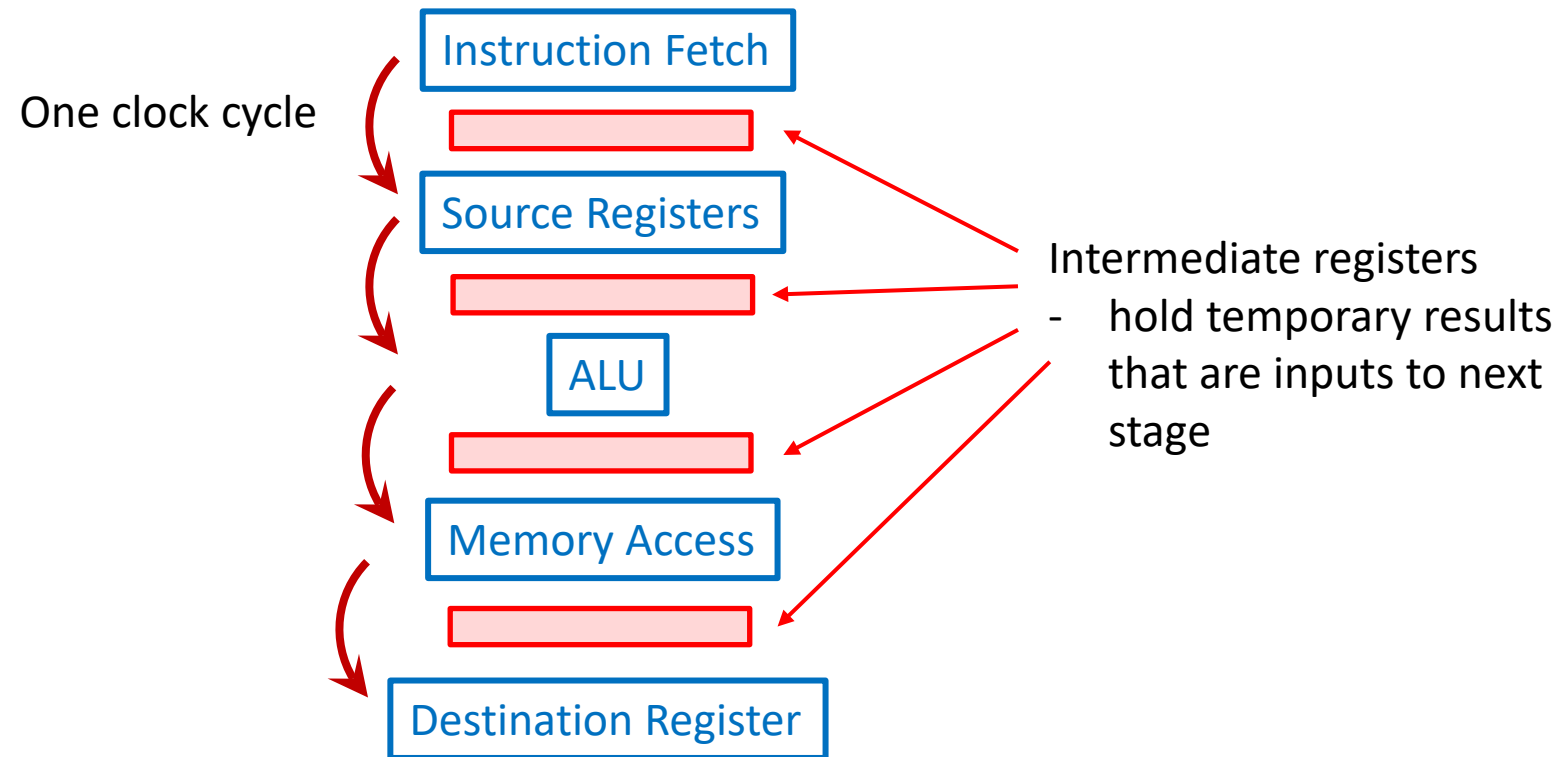 Instruction Fetch
One clock cycle
Source Registers
Intermediate registers
- hold temporary results
that are inputs to next
stage
ALU
Memory Access
Destination Register